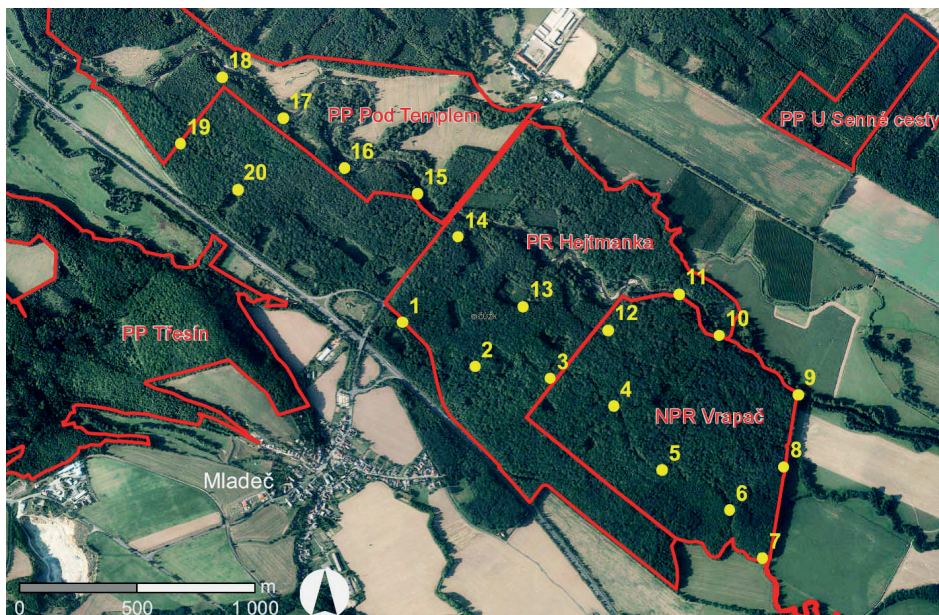 18
17
PP Pod Templem
PP U Senné cesty
19
16
20
15
14
PR Hejtmanka
11
13
1
©ČÚZK
12
10
PP Třesín
2
3
9
4
NPR Vrapač
5
8
Mladeč
6
7
m
0
500
1 000